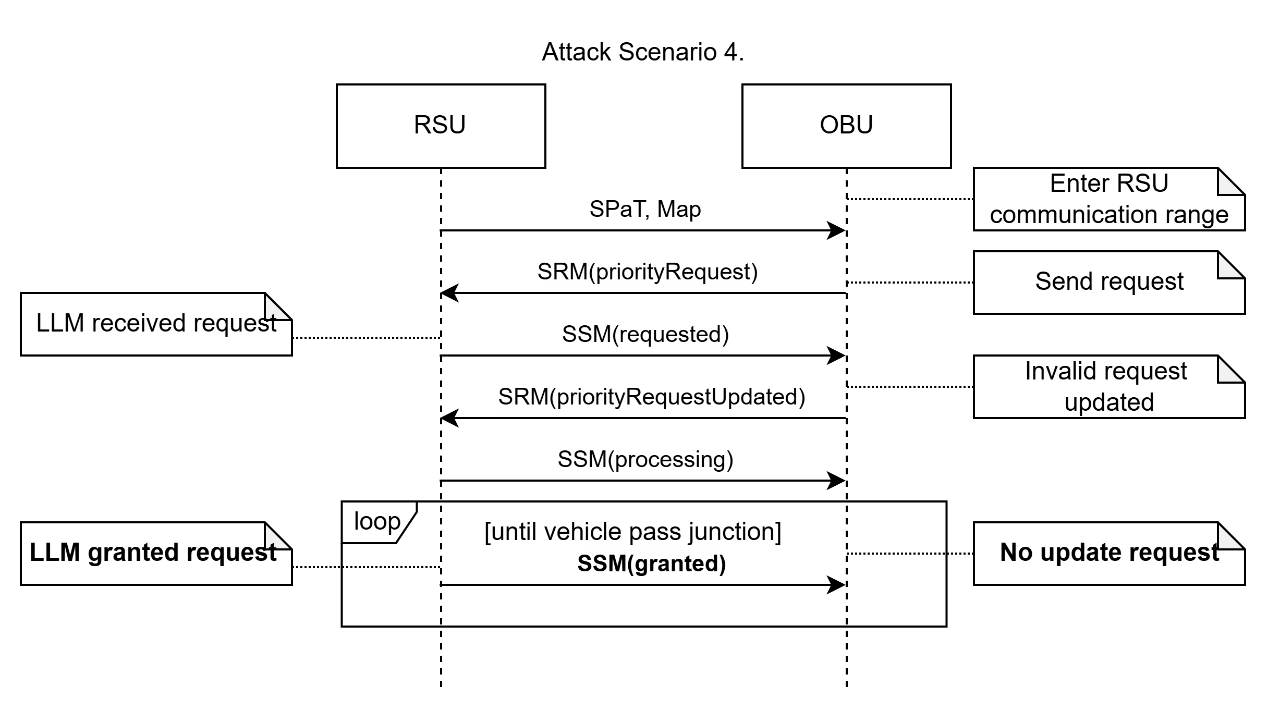 Attack Scenario 4.
RSU
OBU
Enter RSU
communication range
SPaT, Map
SRM(priorityRequest)
Send request
LLM received request
SSM(requested)
Invalid request
updated
SRM(priorityRequestUpdated)
SSM(processing)
loop
[until vehicle pass junction]
LLM granted request
SSM(granted)
No update request